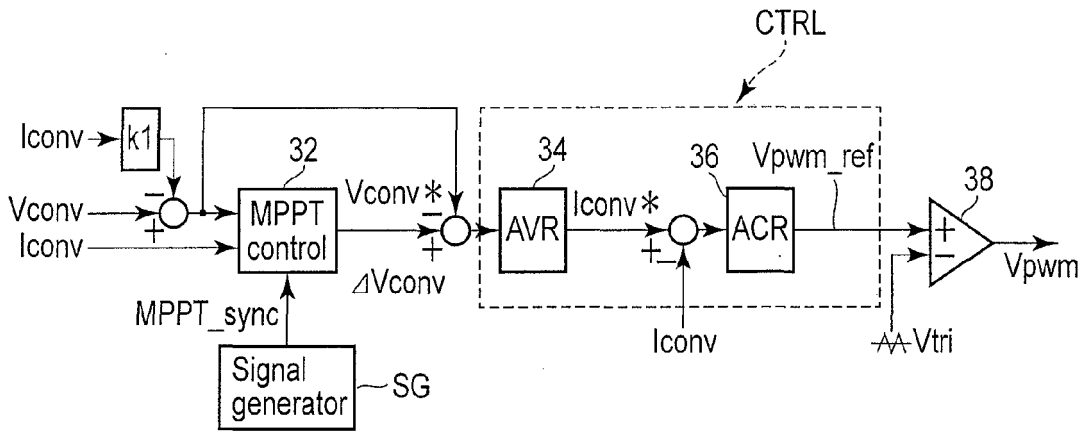 CTRL
Iconv
k1
32
34
36
Vpwm_ref
38
Vconv*
Iconv*
−
−
Vconv
+
MPPT
control
+
AVR
+
−
ACR
+
−
Iconv
⊿Vconv
Vpwm
MPPT_sync
Iconv
Vtri
Signal
generator
SG